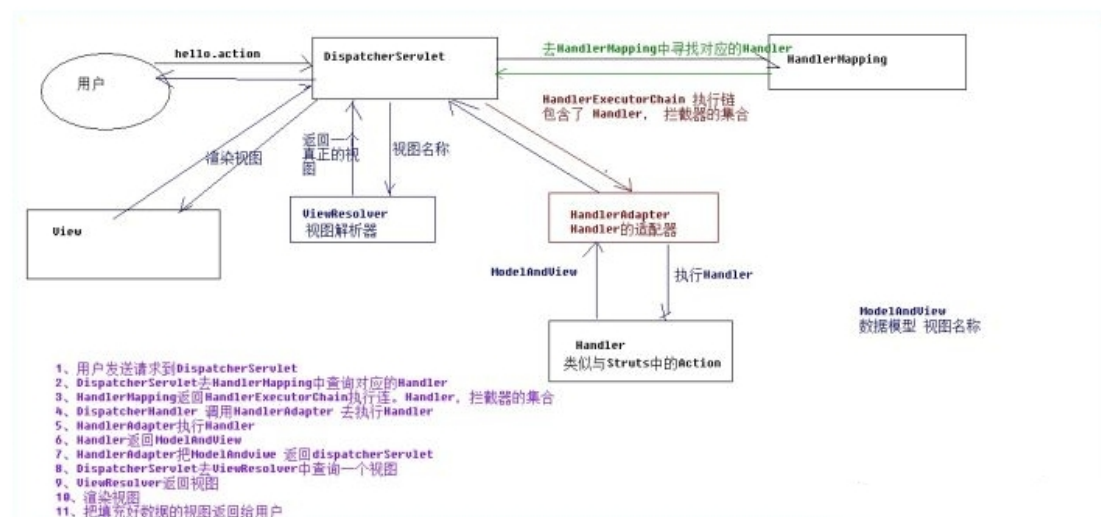 hello.action
DispatcherServlet
去HandlerMapping中寻找对应的Handler
HandlerMapping
用户
HandlerExecutorChain 执行链
包含了 Handler, 拦截器的集合
返回一个
真正的视
图
视图名称
渲染视图
View
ViewResolver
视图解析器
HandlerAdapter
Handler的适配器
ModelAndView
执行Handler
ModelAndView
数据模型 视图名称
Handler
类似与Struts中的Action
1、用户发送请求到DispatcherServlet
2、DispatcherServlet去HandlerMapping中查询对应的Handler
3、HandlerMapping返回HandlerExecutorChain执行连。Handler, 拦截器的集合
4、DispatcherHandler 调用HandlerAdapter 去执行Handler
5、HandlerAdapter执行Handler
6、Handler返回ModelAndView
7、HandlerAdapter把ModelAndviwe 返回dispatcherServlet
8、DispatcherServlet去ViewResolver中查询一个视图
9、ViewResolver返回视图
10、渲染视图
11、把填充好数据的视图返回给用户